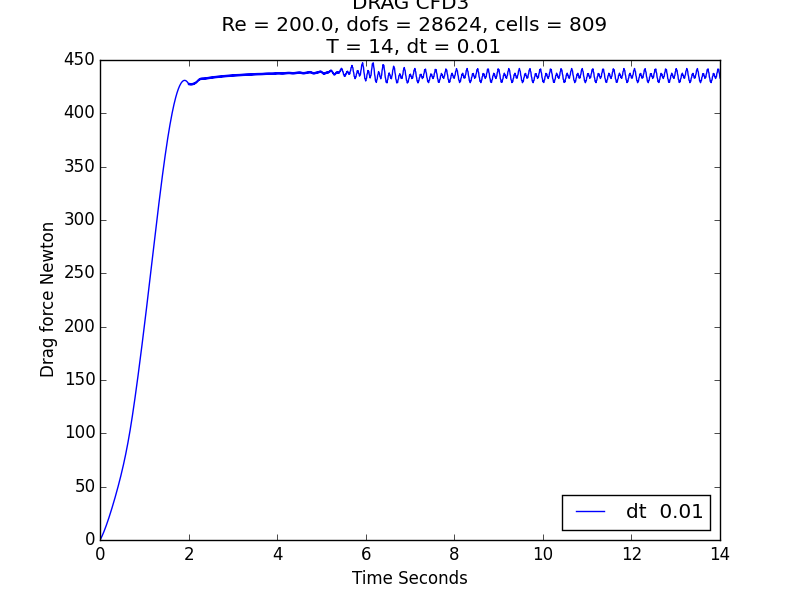 DRAG CFD3
Re = 200.0, dofs = 28624, cells = 809
T = 14, dt = 0.01
450
400
350
300
250
200
150
100
50
0
Drag force Newton
dt 0.01
0 2 4 6 8 10 12 14
Time Seconds